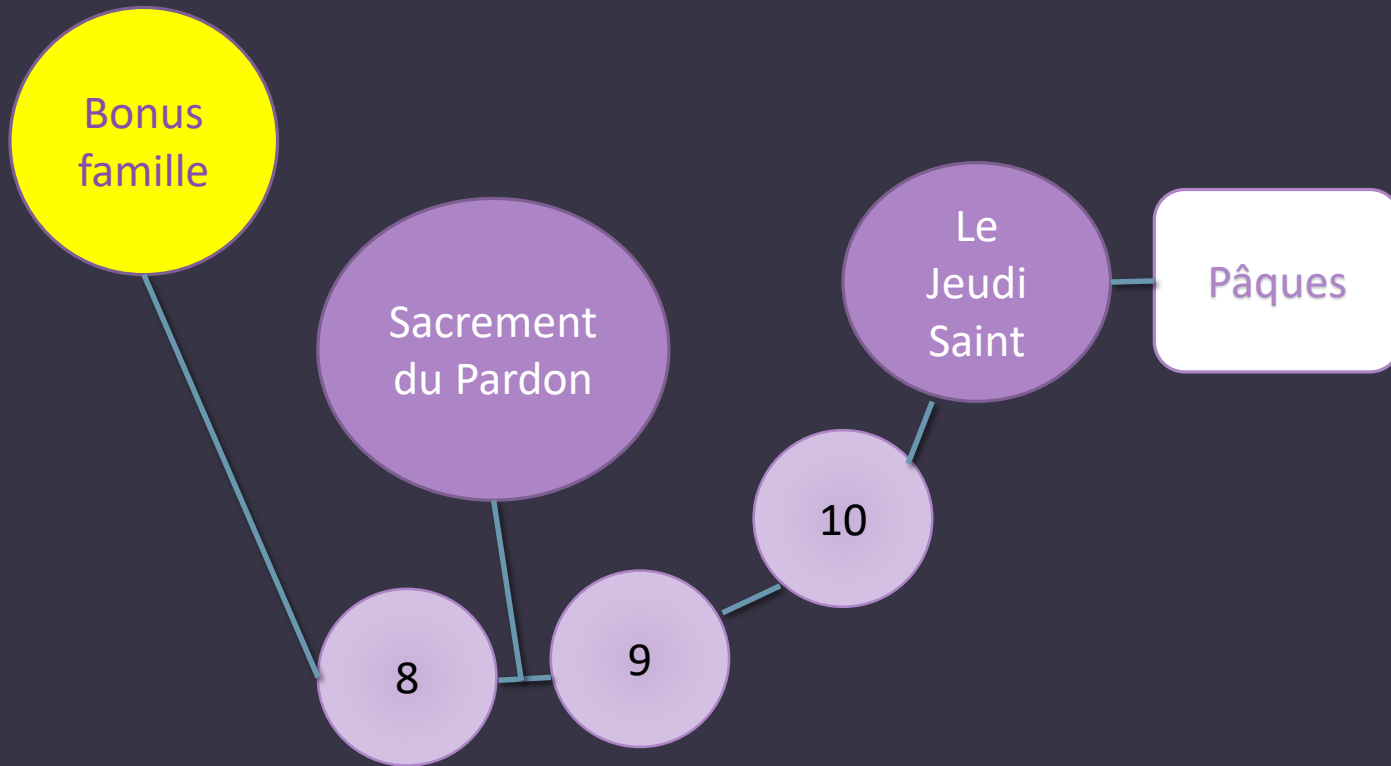 Bonus
famille
Sacrement
du Pardon
Le
Jeudi
Saint
Pâques
8
9
10